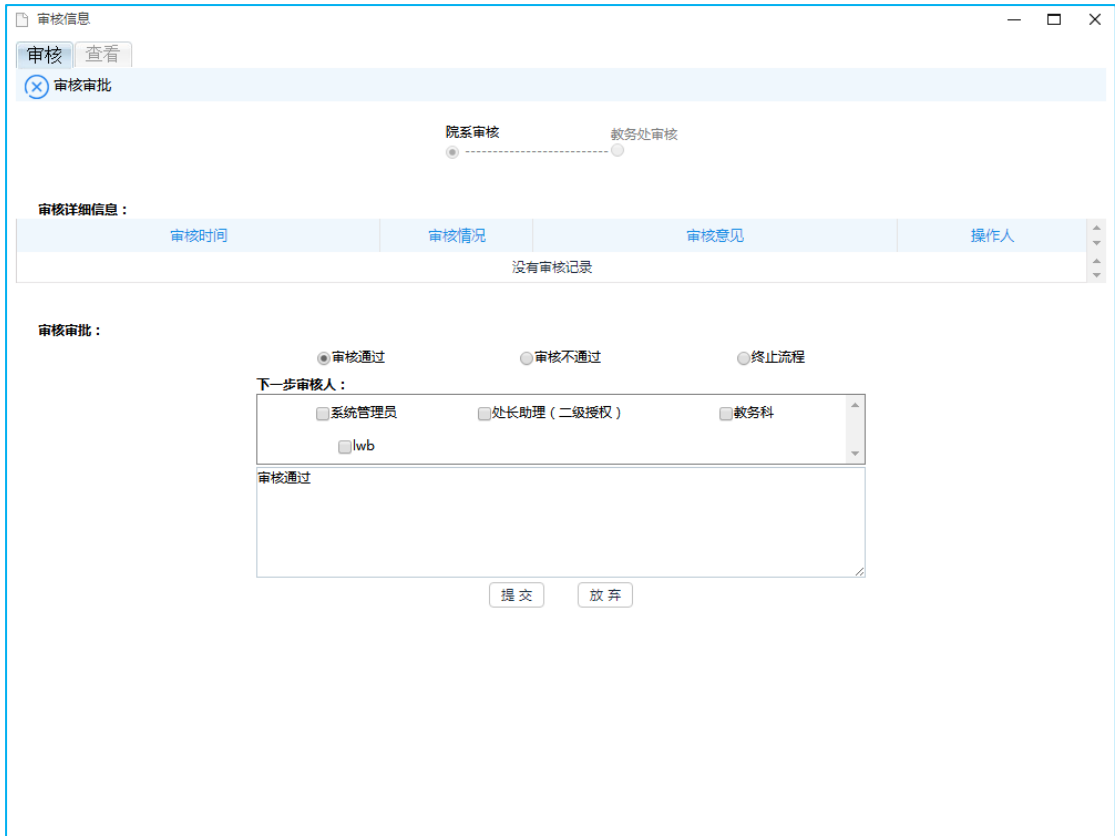 审核信息
审核 查看
审核审批
院系审核 教务处审核
审核详细信息：
审核时间 审核情况 审核意见 操作人
没有审核记录
审核审批：
审核通过 审核不通过 终止流程
下一步审核人：
系统管理员 处长助理（二级授权） 教务科
lwb
审核通过
提 交 放 弃